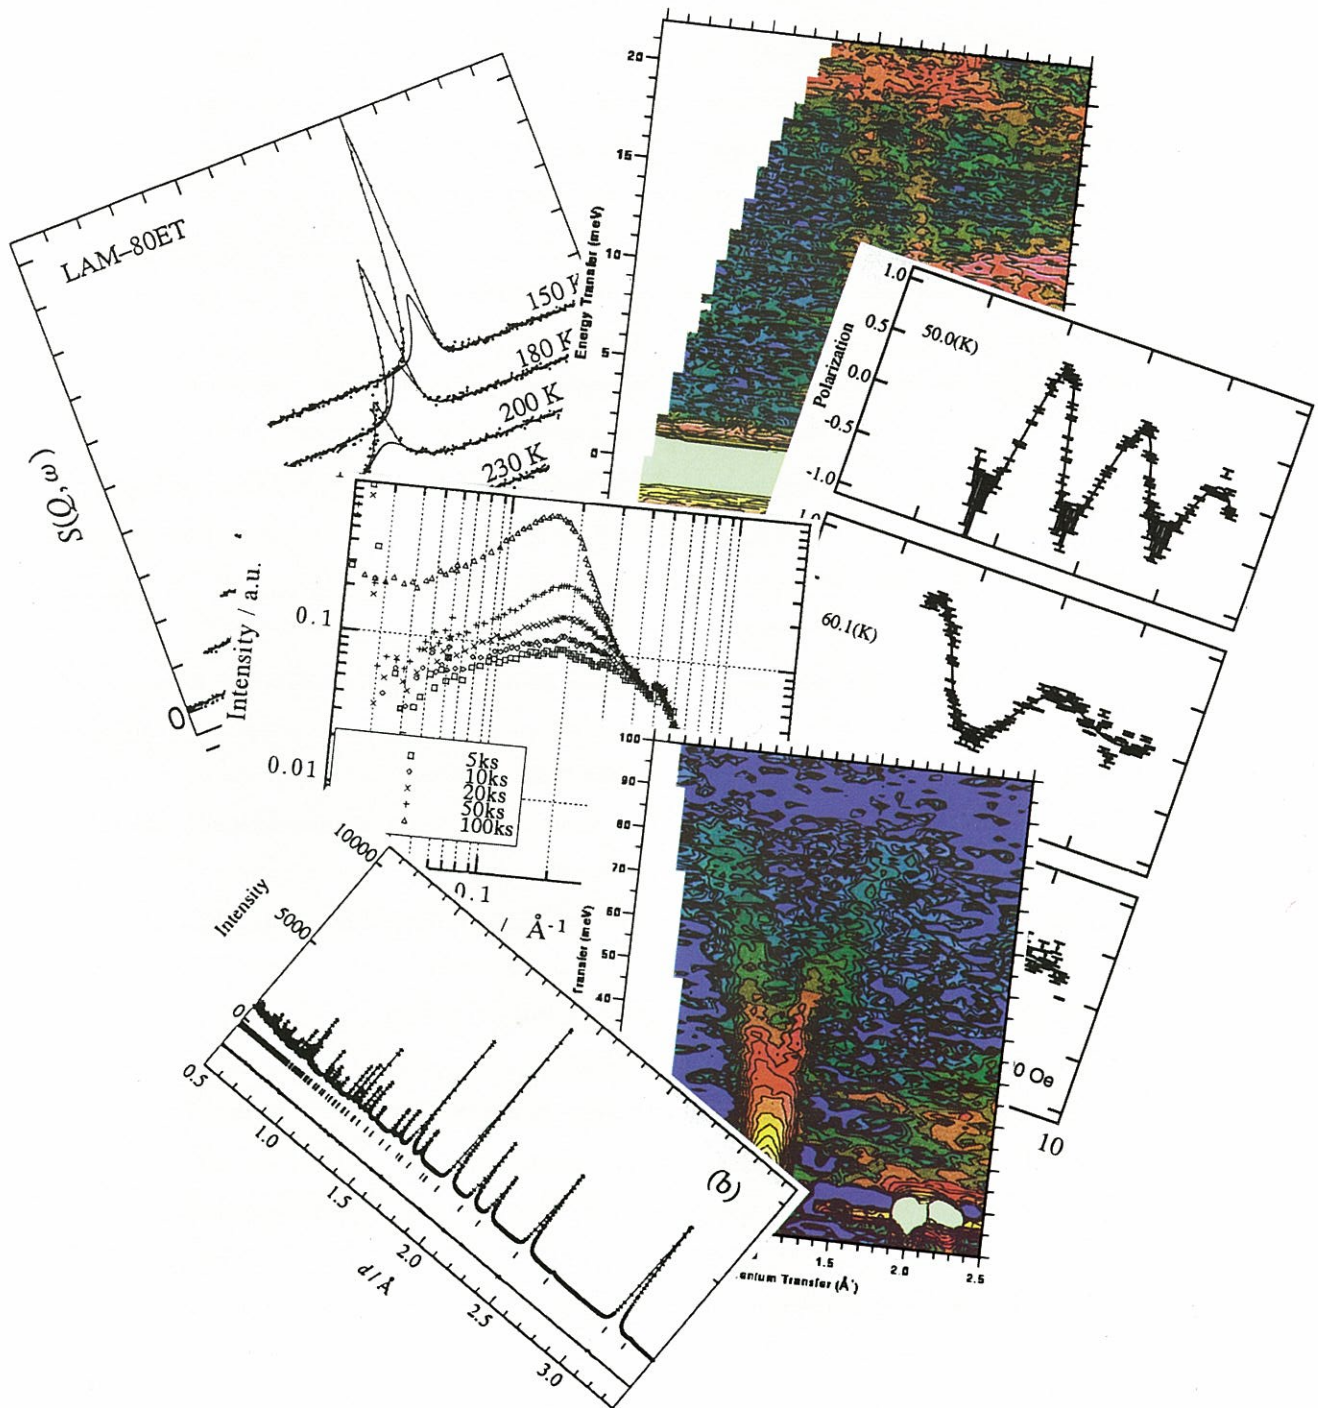 LAM–80ET
S(Q, ω)
0
150 K
180 K
200 K
230 K
20
15
10
5
0
Energy Transfer (meV)
1.0
0.5
0.0
-0.5
-1.0
Polarization
50.0(K)
60.1(K)
0 Oe
10
Intensity / a.u.
0.1
0.01
5ks
10ks
20ks
50ks
100ks
0.1
/ Å-1
100
90
80
70
60
50
40
Transfer (meV)
1.5
2.0
2.5
entum Transfer (Å
10000
5000
0
Intensity
(b)
0.5
1.0
1.5
2.0
2.5
3.0
d / Å